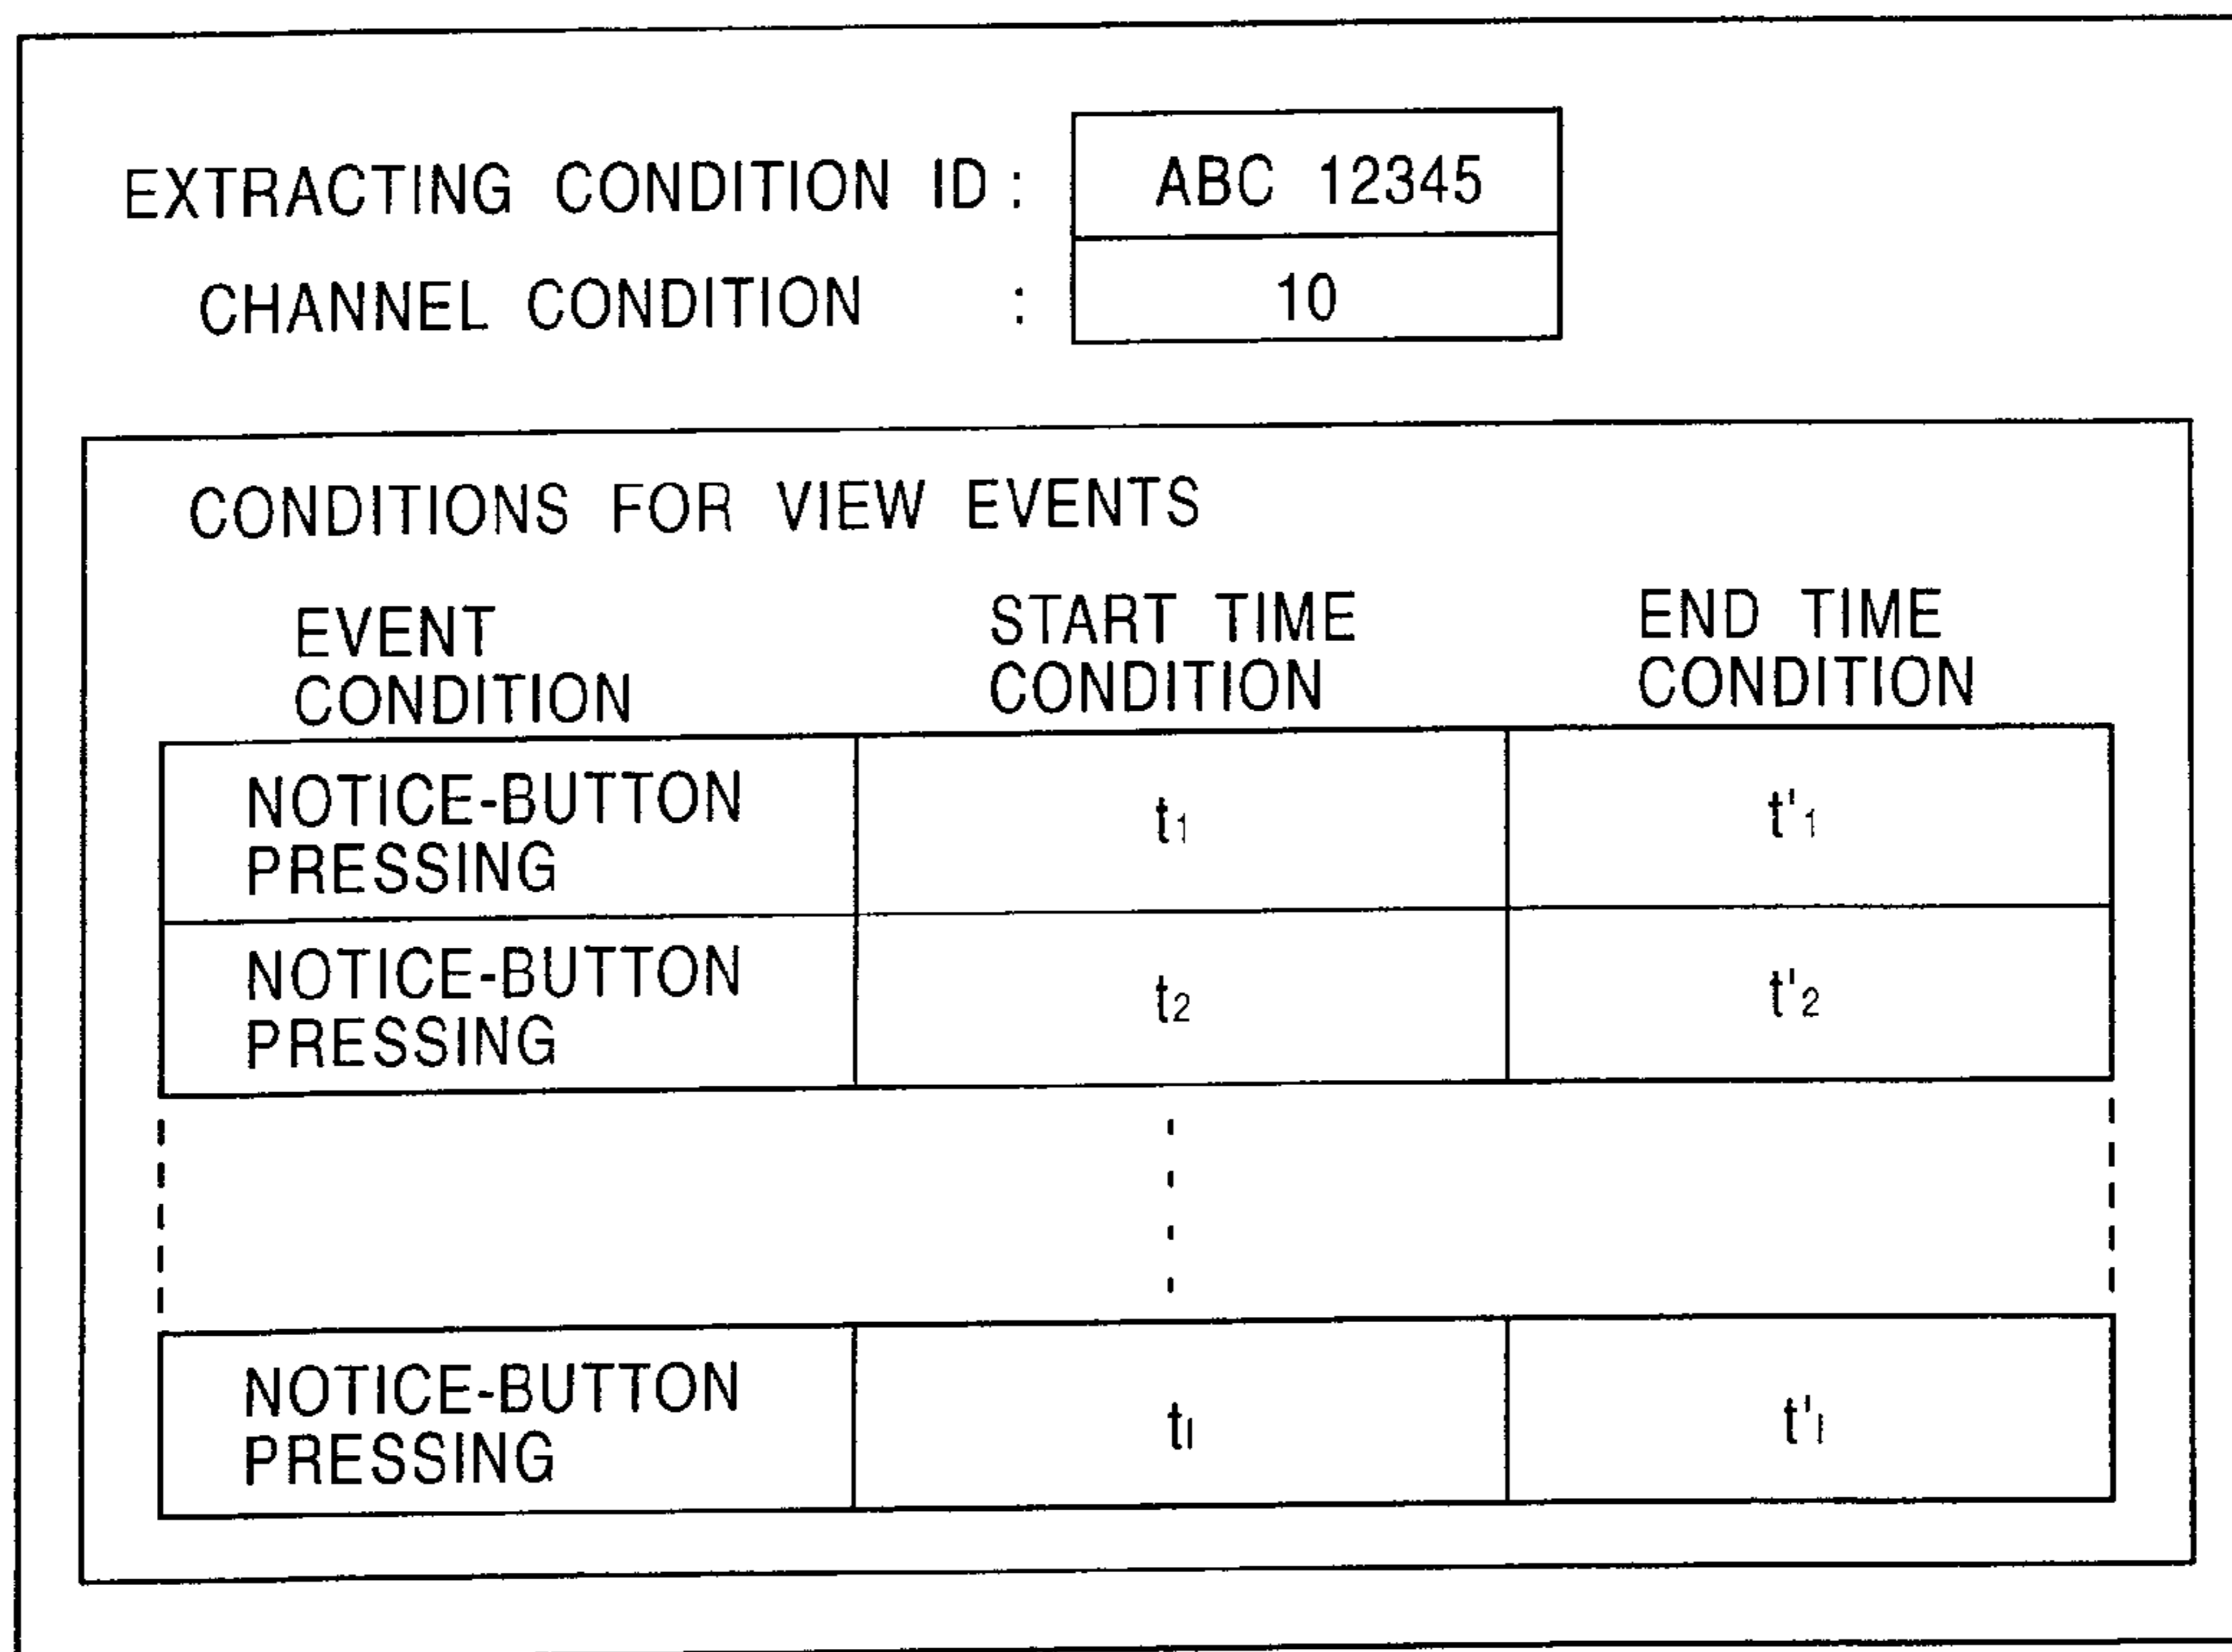 EXTRACTING CONDITION ID: ABC 12345
CHANNEL CONDITION : 10
CONDITIONS FOR VIEW EVENTS
EVENT CONDITION
START TIME CONDITION
END TIME CONDITION
NOTICE-BUTTON PRESSING
t1
t'1
NOTICE-BUTTON PRESSING
t2
t'2
NOTICE-BUTTON PRESSING
tI
t'I